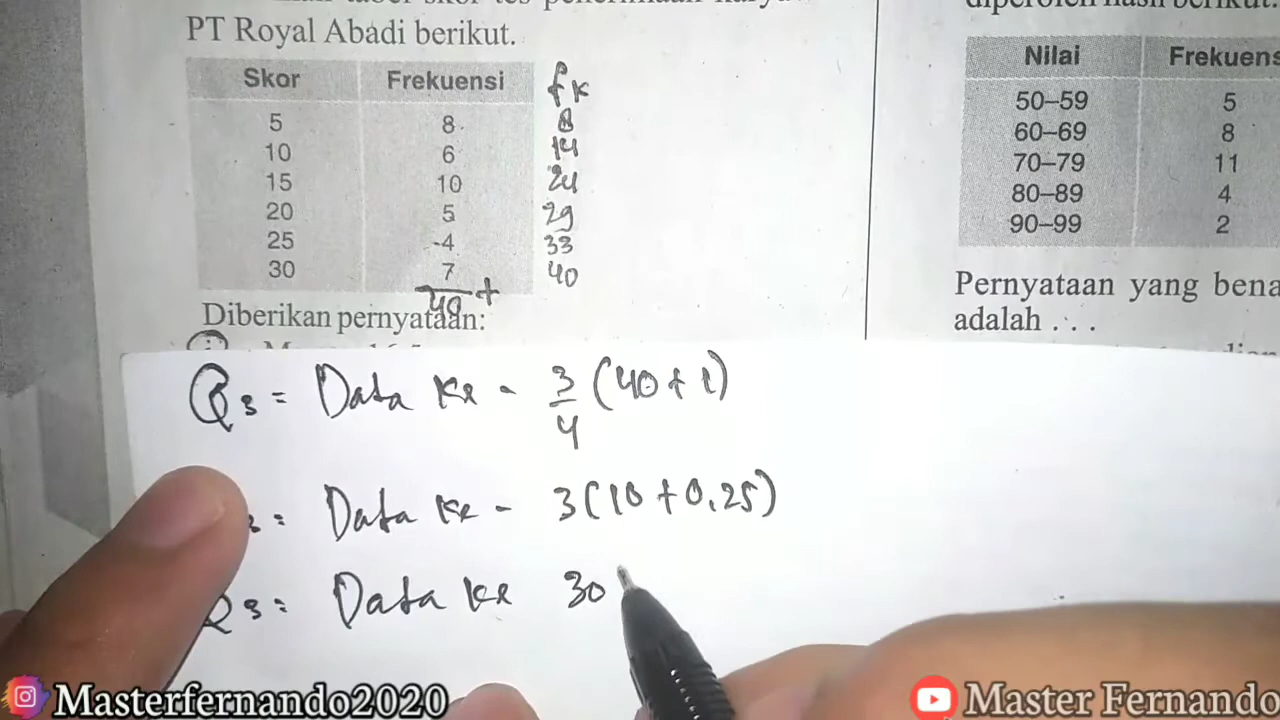 PT Royal Abadi berikut.
Skor Frekuensi fk
5 8 8
10 6 14
15 10 24
20 5 29
25 -4 33
30 7 40
40 +
Diberikan pernyataan:
Nilai Frekuens
50–59 5
60–69 8
70–79 11
80–89 4
90–99 2
Pernyataan yang bena
adalah . . .
Q3 = Data Ke - 3/4 (40 + 1)
3 = Data Ke - 3(10 + 0.25)
Q3 = Data Ke 30
Masterfernando2020
Master Fernando